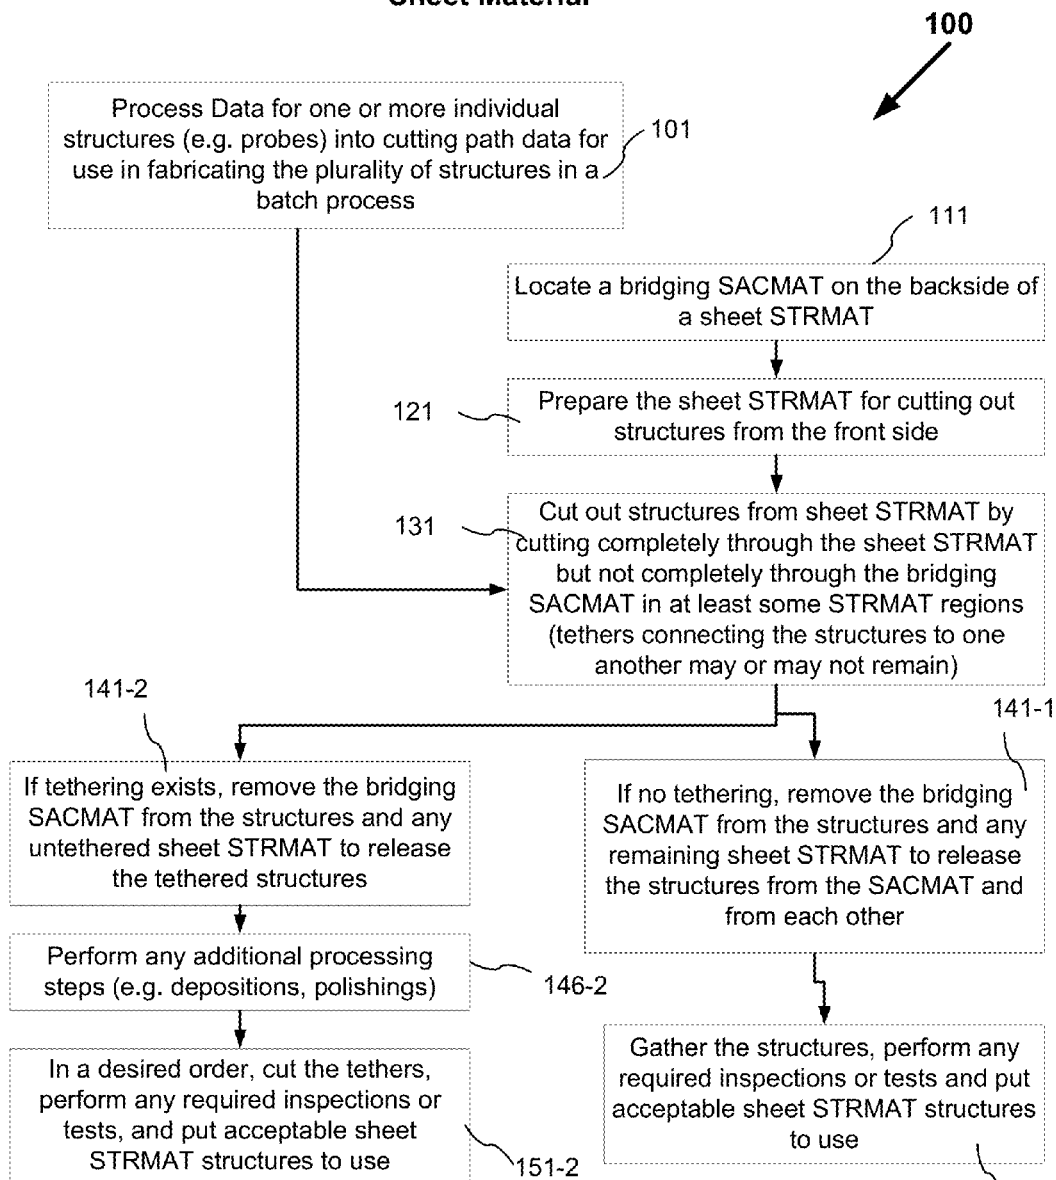 Sheet Material
100
Process Data for one or more individual
structures (e.g. probes) into cutting path data for
use in fabricating the plurality of structures in a
batch process
101
111
Locate a bridging SACMAT on the backside of
a sheet STRMAT
121
Prepare the sheet STRMAT for cutting out
structures from the front side
131
Cut out structures from sheet STRMAT by
cutting completely through the sheet STRMAT
but not completely through the bridging
SACMAT in at least some STRMAT regions
(tethers connecting the structures to one
another may or may not remain)
141-2
141-1
If tethering exists, remove the bridging
SACMAT from the structures and any
untethered sheet STRMAT to release
the tethered structures
If no tethering, remove the bridging
SACMAT from the structures and any
remaining sheet STRMAT to release
the structures from the SACMAT and
from each other
Perform any additional processing
steps (e.g. depositions, polishings)
146-2
In a desired order, cut the tethers,
perform any required inspections or
tests, and put acceptable sheet
STRMAT structures to use
151-2
Gather the structures, perform any
required inspections or tests and put
acceptable sheet STRMAT structures
to use